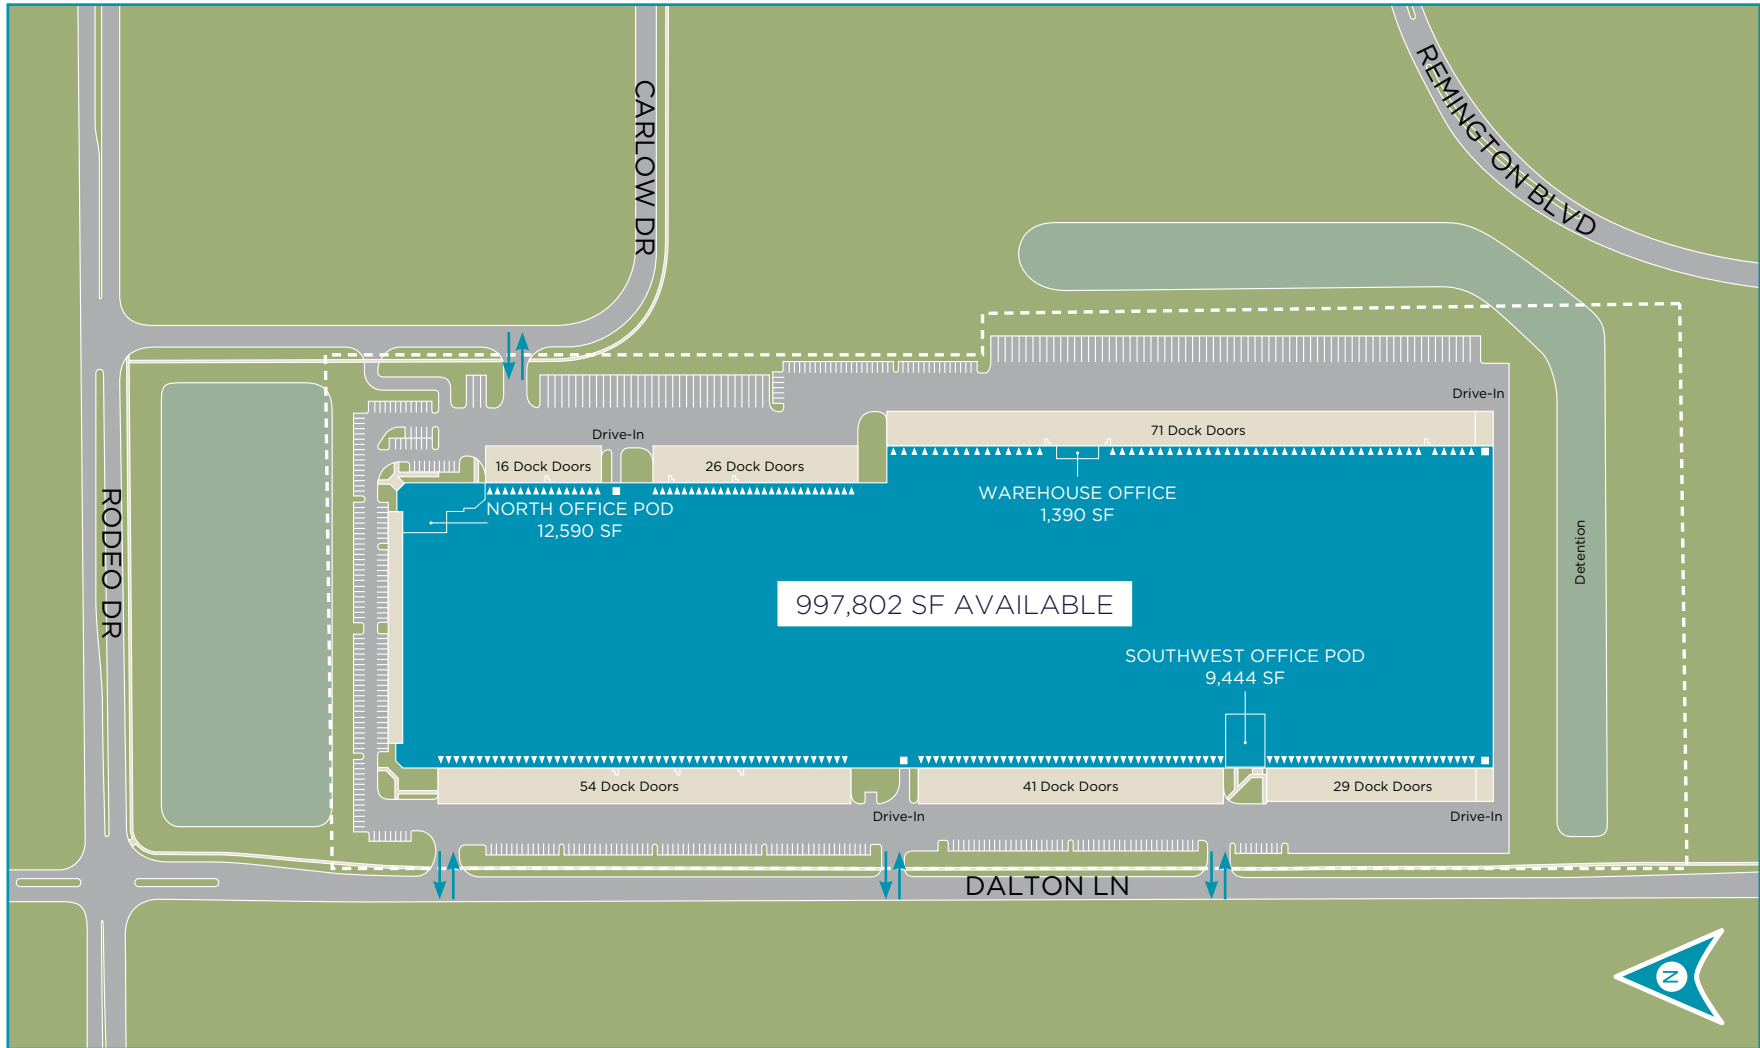 CARLOW DR
REMINGTON BLVD
RODEO DR
Drive-In
71 Dock Doors
Drive-In
16 Dock Doors
26 Dock Doors
NORTH OFFICE POD
12,590 SF
WAREHOUSE OFFICE
1,390 SF
Detention
997,802 SF AVAILABLE
SOUTHWEST OFFICE POD
9,444 SF
54 Dock Doors
41 Dock Doors
29 Dock Doors
Drive-In
Drive-In
DALTON LN
N